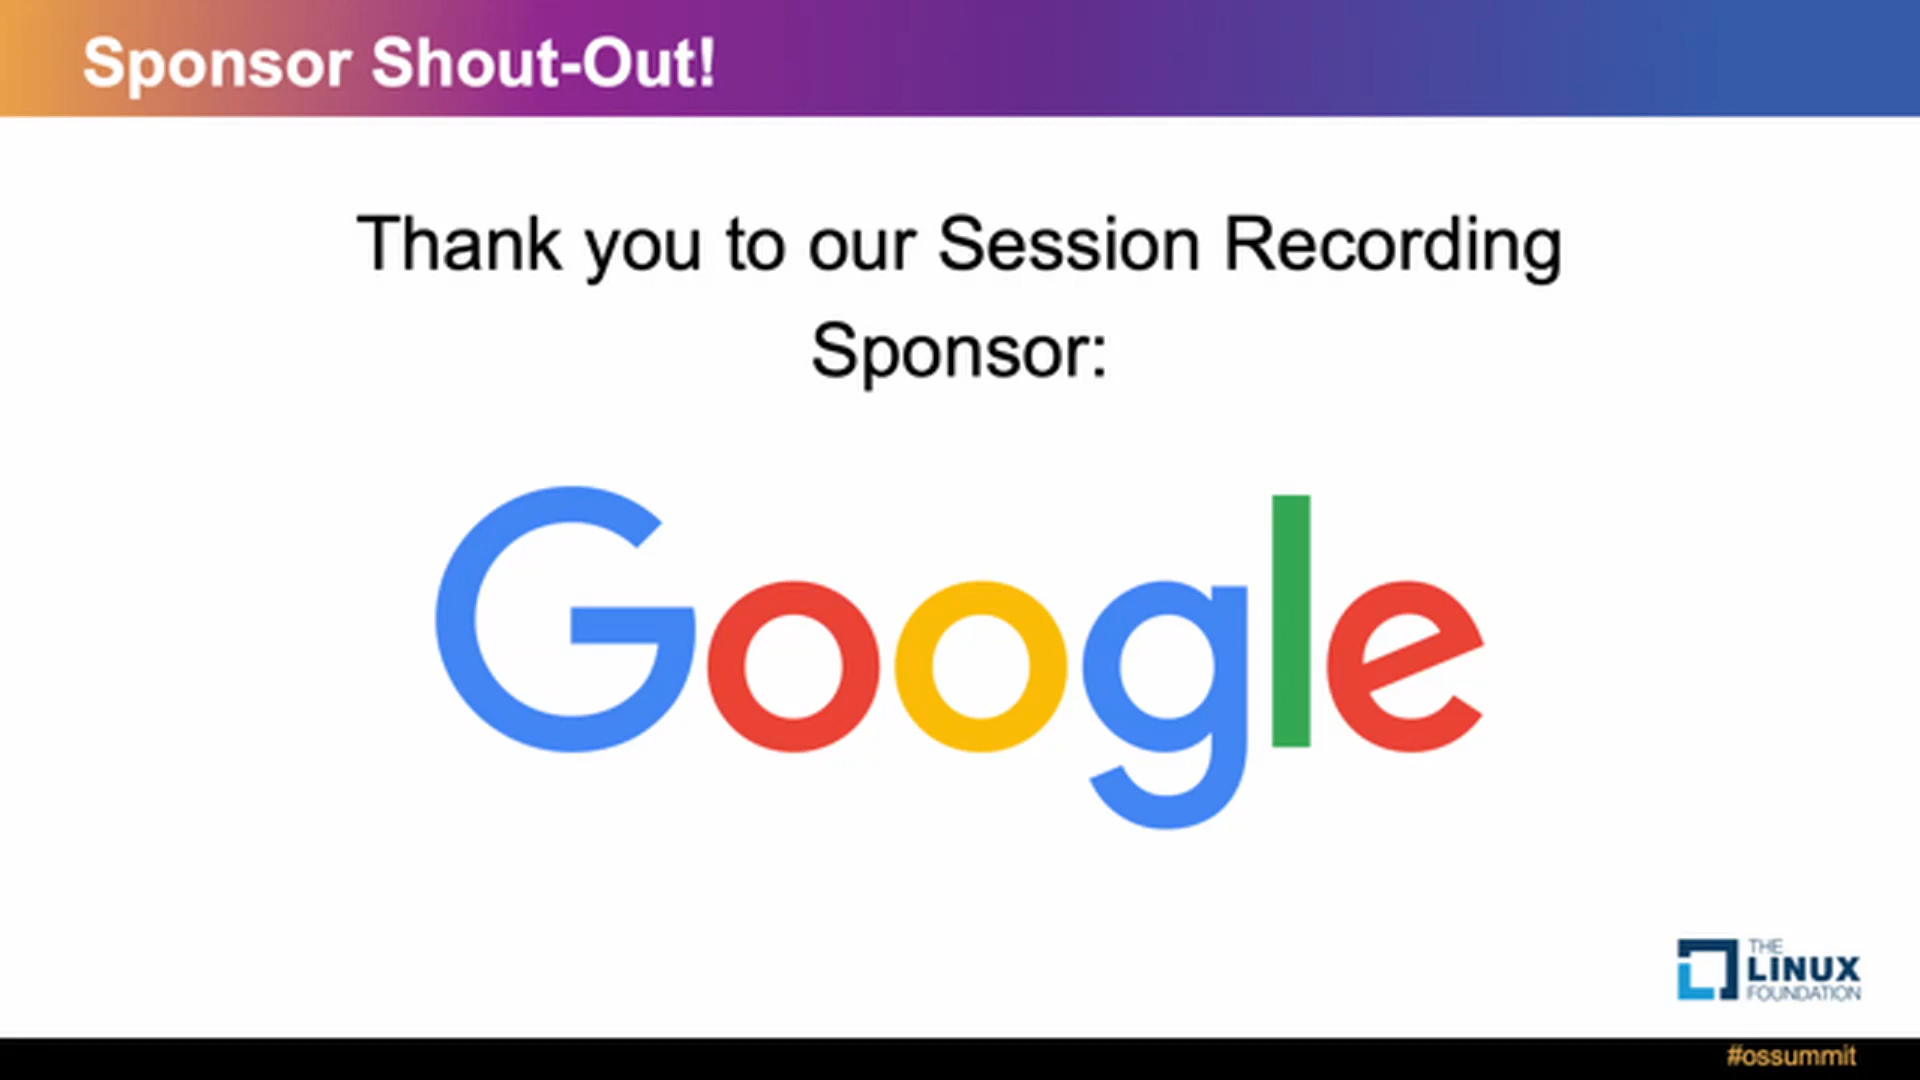 Sponsor Shout-Out!
Thank you to our Session Recording
Sponsor:
Google
THE
LINUX
FOUNDATION
#ossummit